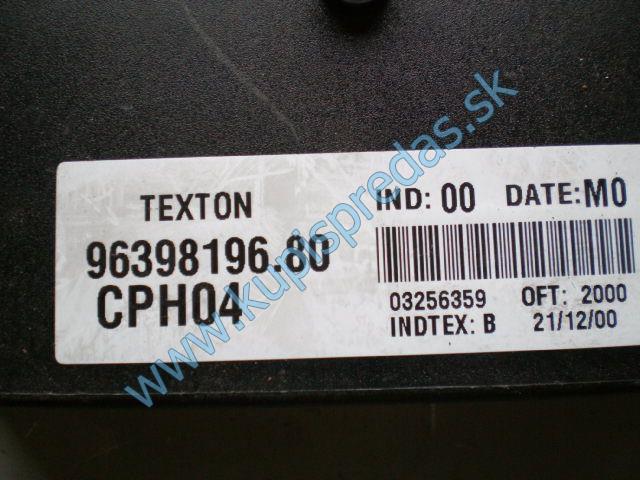 TEXTON
96398196.80
CPH04
IND: 00 DATE: M0
03256359 OFT: 2000
INDTEX: B 21/12/00
www.kupispredas.sk